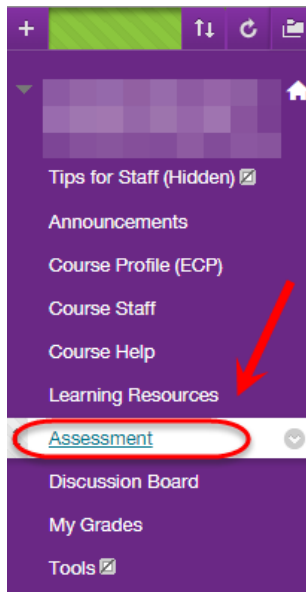 Tips for Staff (Hidden)
Announcements
Course Profile (ECP)
Course Staff
Course Help
Learning Resources
Assessment
Discussion Board
My Grades
Tools